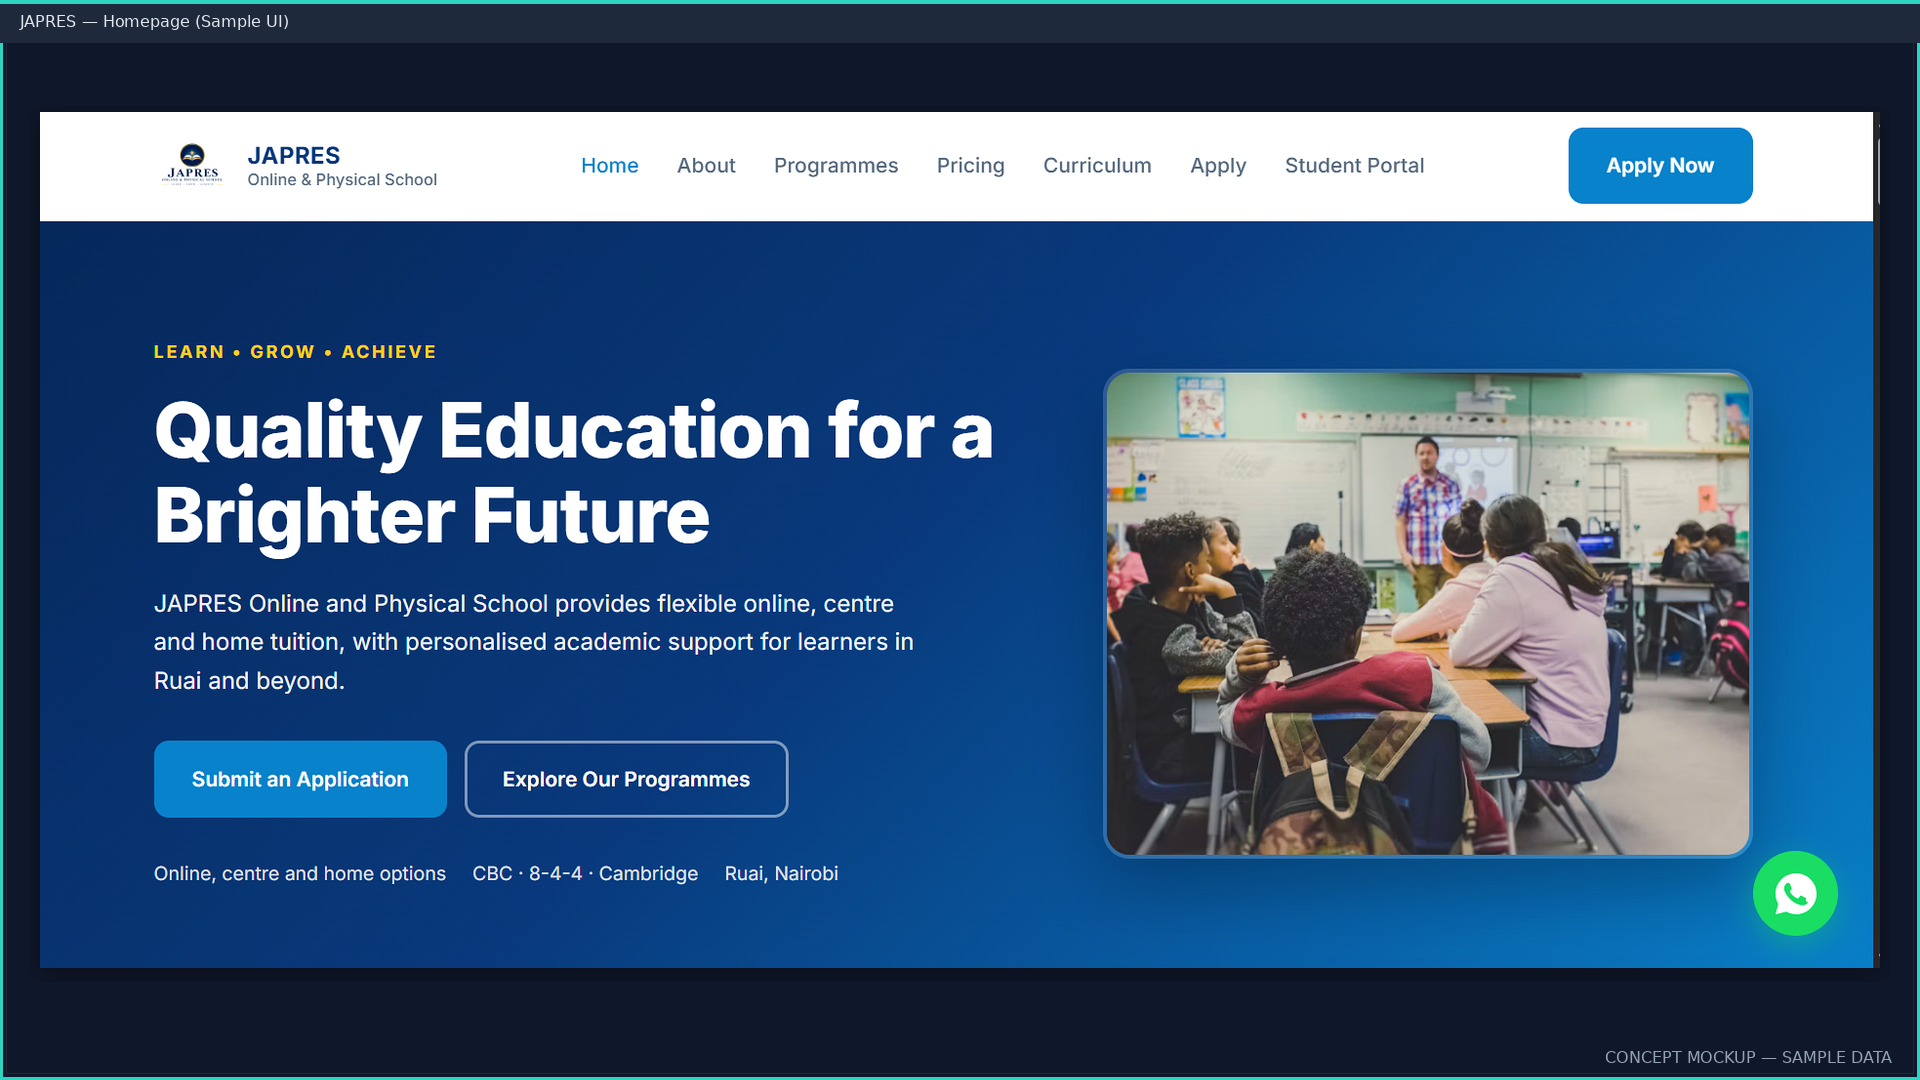 JAPRES — Homepage (Sample UI)
JAPRES
JAPRES
Online & Physical School
Home
About
Programmes
Pricing
Curriculum
Apply
Student Portal
Apply Now
LEARN • GROW • ACHIEVE
Quality Education for a
Brighter Future
JAPRES Online and Physical School provides flexible online, centre
and home tuition, with personalised academic support for learners in
Ruai and beyond.
Submit an Application
Explore Our Programmes
Online, centre and home options
CBC · 8-4-4 · Cambridge
Ruai, Nairobi
CONCEPT MOCKUP — SAMPLE DATA